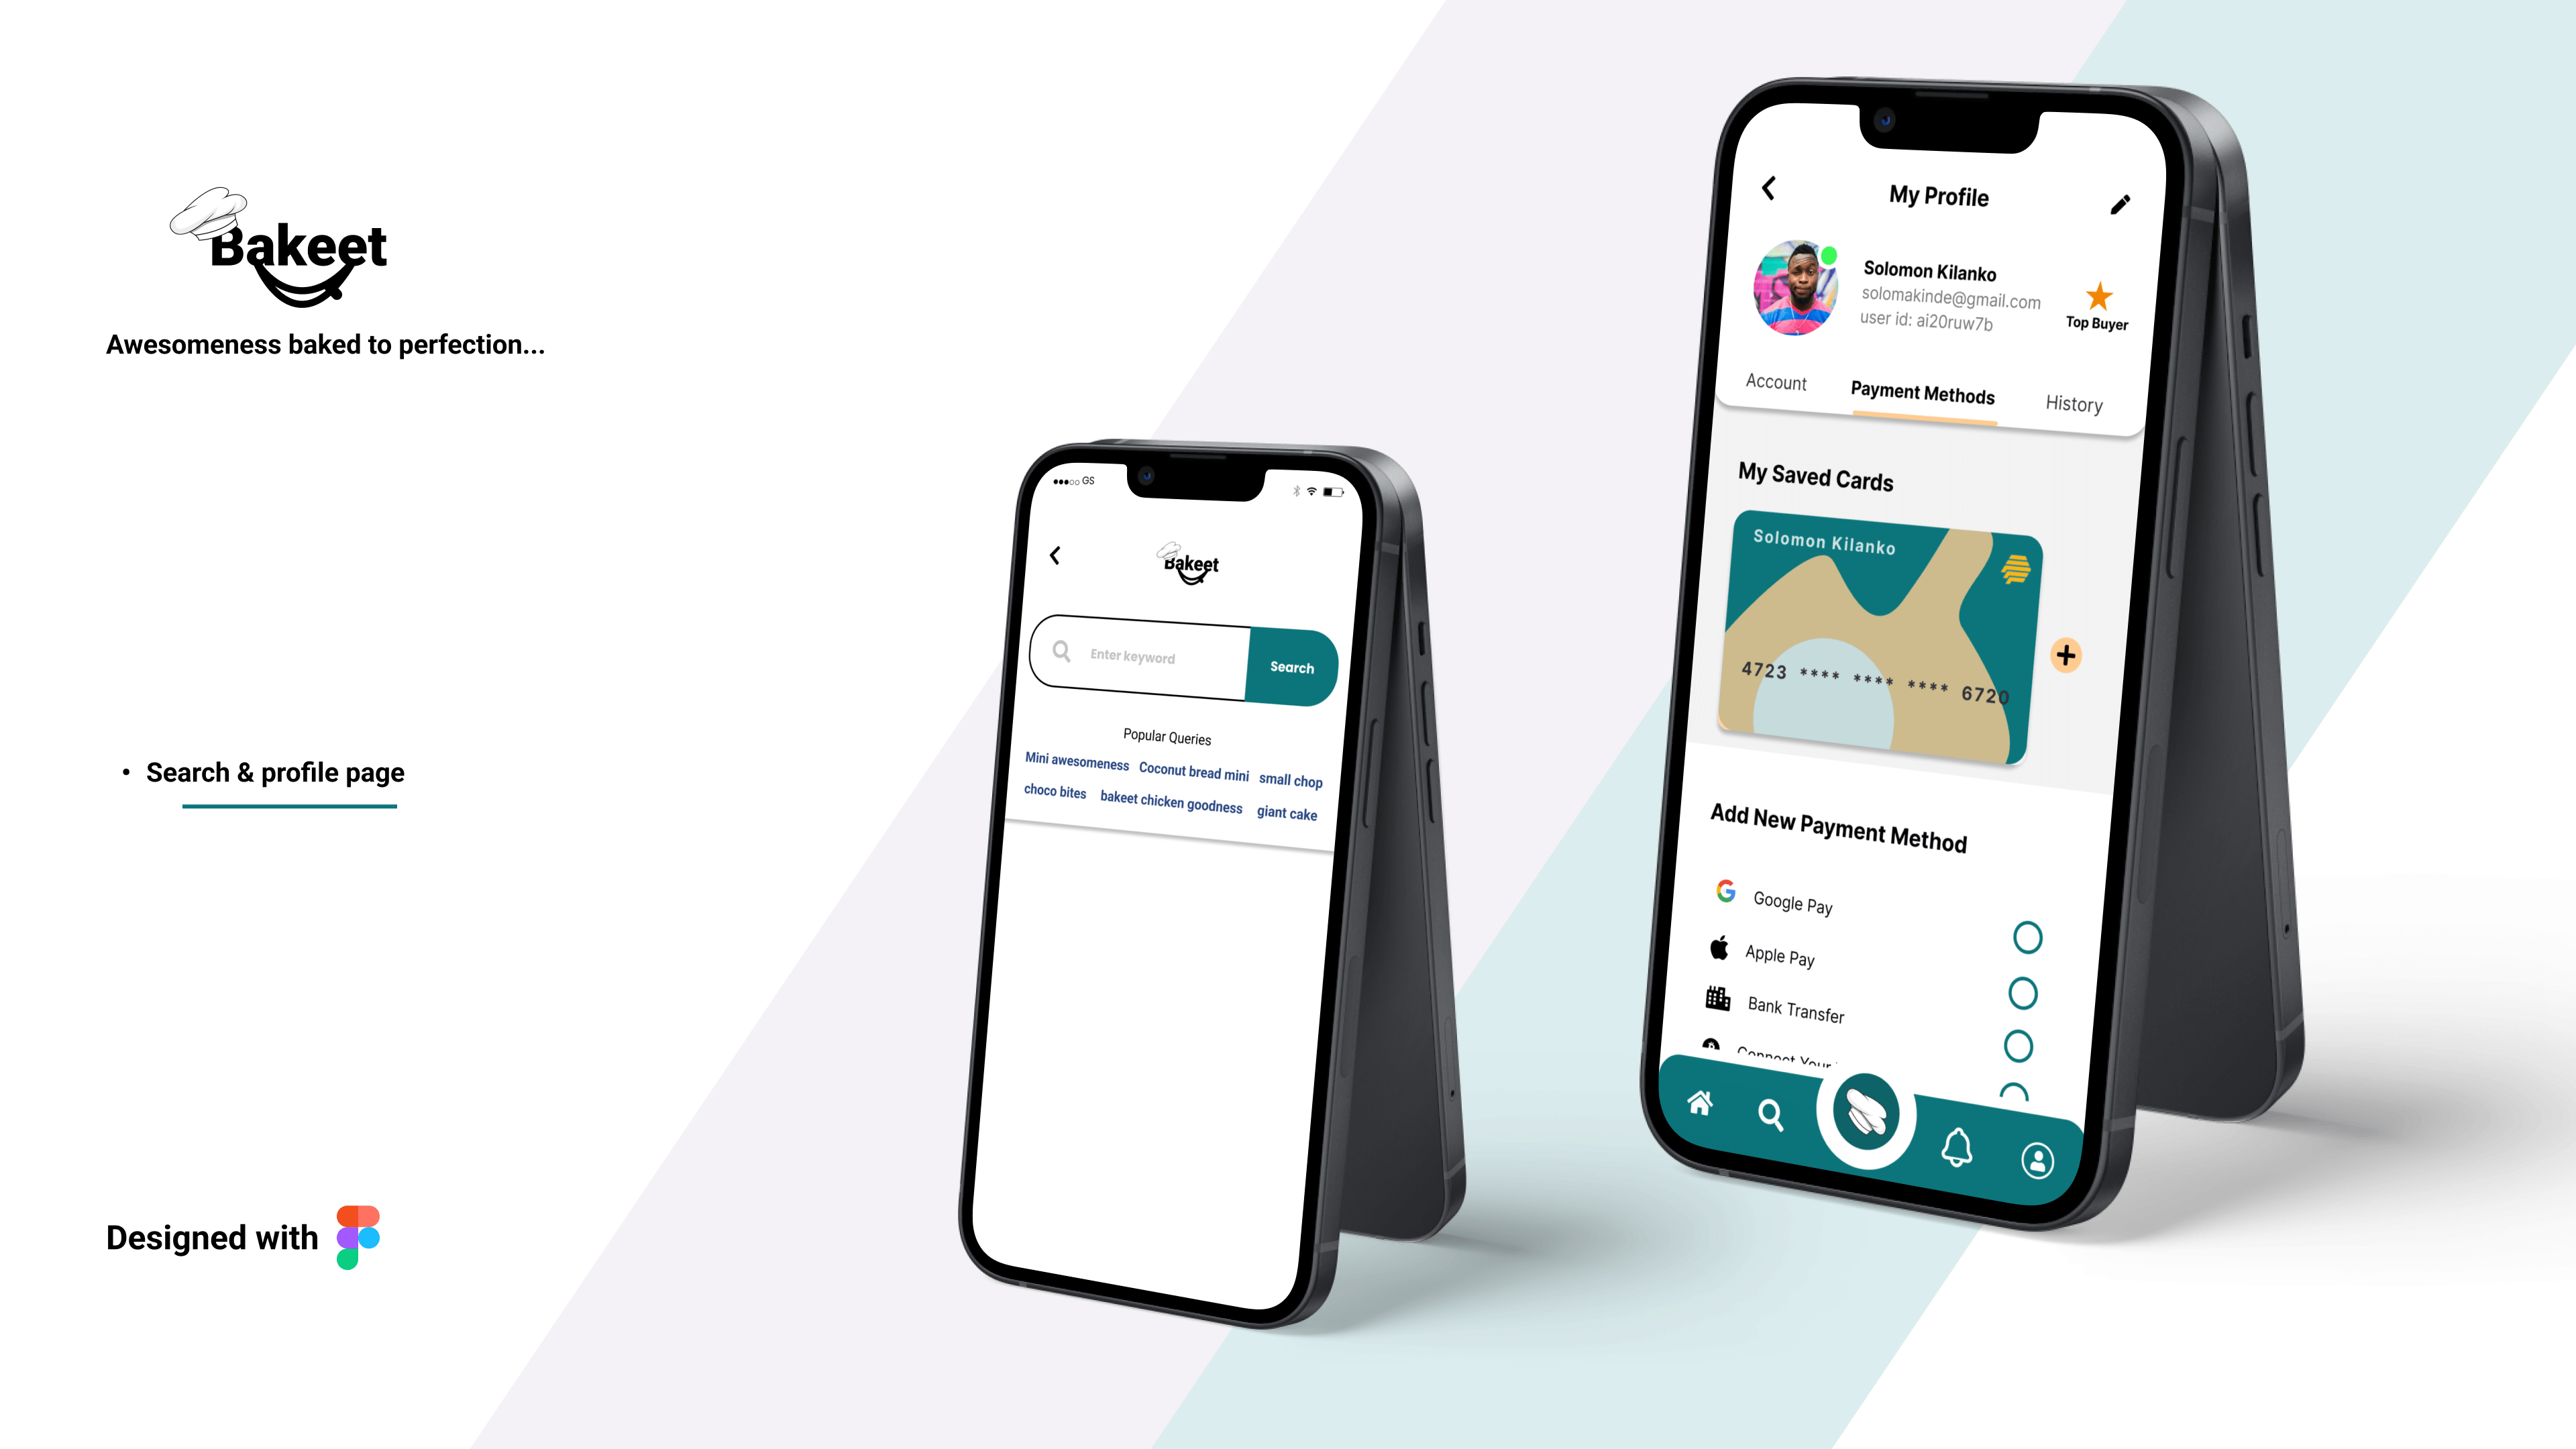 Bakeet
Awesomeness baked to perfection...
• Search & profile page
Designed with
GS
Bakeet
Enter keyword
Search
Popular Queries
Mini awesomeness Coconut bread mini small chop
choco bites bakeet chicken goodness giant cake
My Profile
Solomon Kilanko
solomakinde@gmail.com
user id: ai20ruw7b
Top Buyer
Account Payment Methods History
My Saved Cards
Solomon Kilanko
4723 **** **** **** 6720
Add New Payment Method
Google Pay
Apple Pay
Bank Transfer
Connect Your